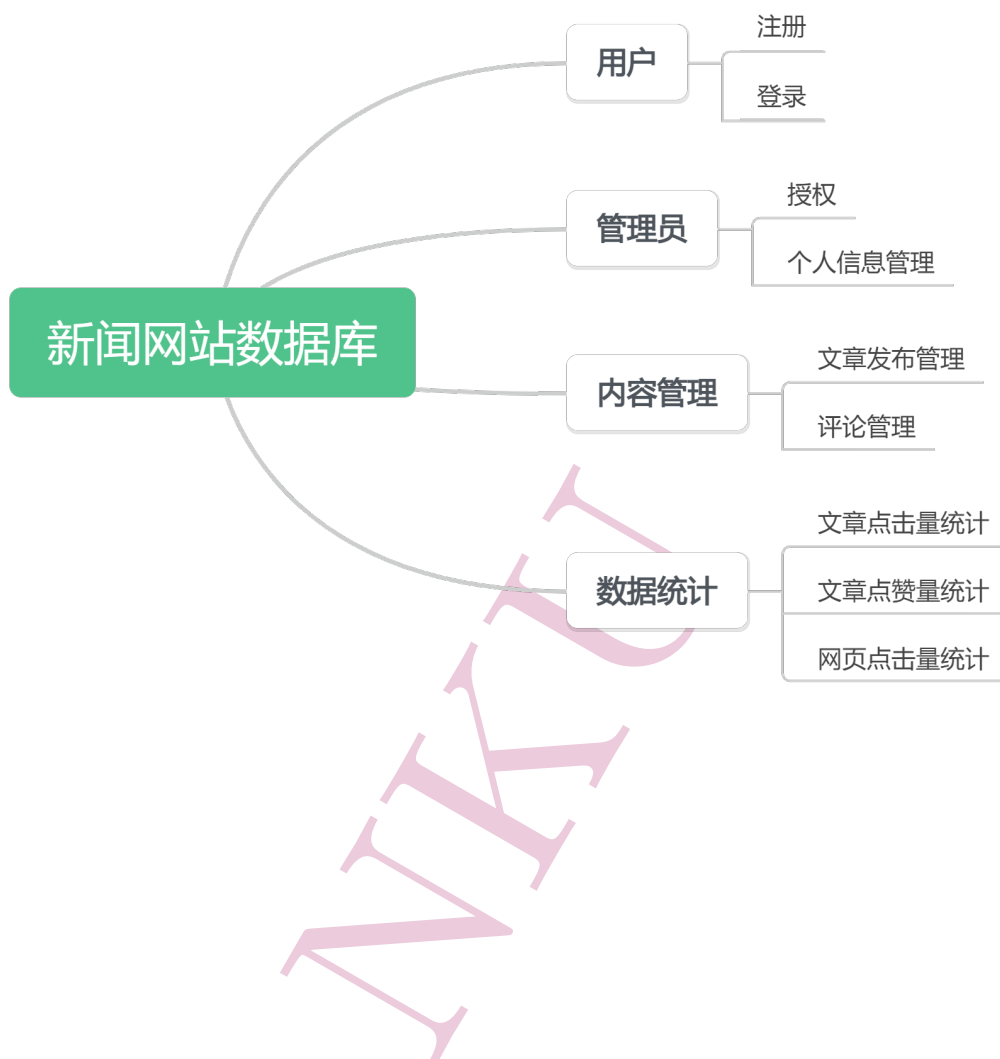 注册
用户
登录
授权
管理员
个人信息管理
新闻网站数据库
文章发布管理
内容管理
评论管理
文章点击量统计
数据统计
文章点赞量统计
网页点击量统计
NKU